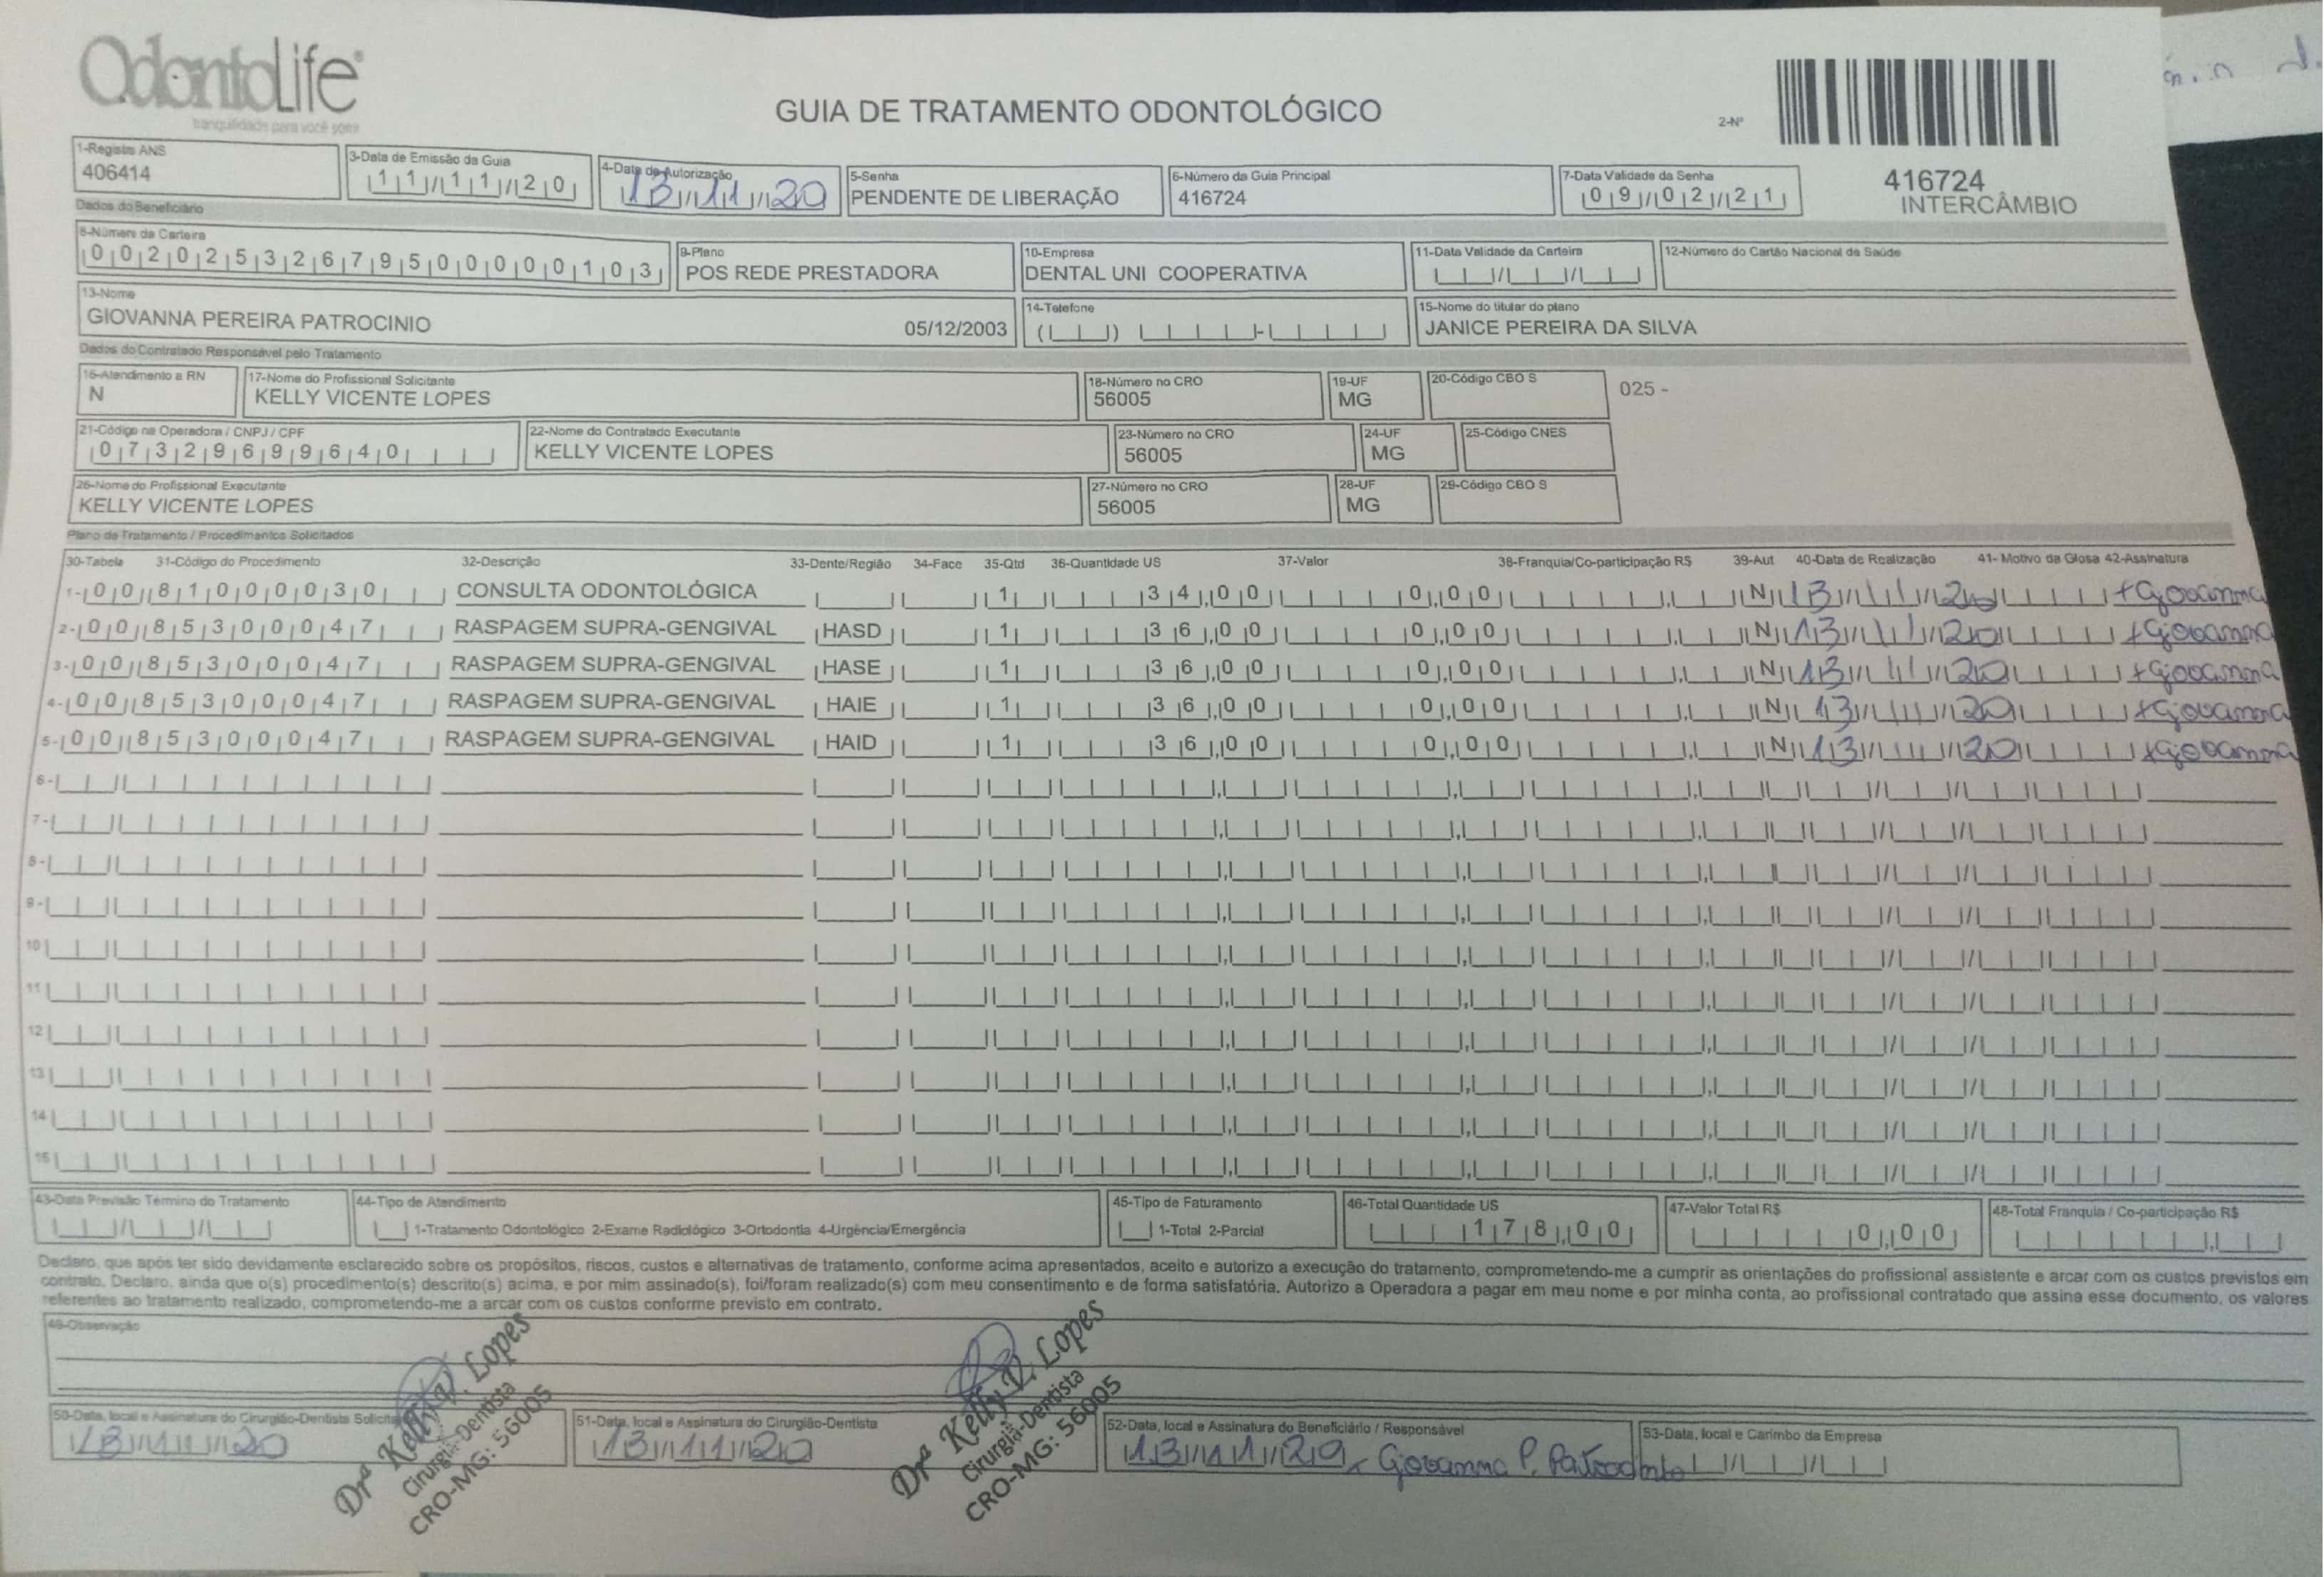 OdontoLife
tranquilidade para você sorrir
GUIA DE TRATAMENTO ODONTOLÓGICO
2-Nº
416724
INTERCÂMBIO
1-Registro ANS
406414
3-Data de Emissão da Guia
11/11/20
4-Data de Autorização
13/11/20
5-Senha
PENDENTE DE LIBERAÇÃO
6-Número da Guia Principal
416724
7-Data Validade da Senha
09/02/21
Dados do Beneficiário
8-Número da Carteira
00202532679500000103
9-Plano
POS REDE PRESTADORA
10-Empresa
DENTAL UNI COOPERATIVA
11-Data Validade da Carteira
12-Número do Cartão Nacional de Saúde
13-Nome
GIOVANNA PEREIRA PATROCINIO 05/12/2003
14-Telefone
15-Nome do titular do plano
JANICE PEREIRA DA SILVA
Dados do Contratado Responsável pelo Tratamento
16-Atendimento a RN
N
17-Nome do Profissional Solicitante
KELLY VICENTE LOPES
18-Número no CRO
56005
19-UF
MG
20-Código CBO S
025 -
21-Código na Operadora / CNPJ / CPF
07329699640
22-Nome do Contratado Executante
KELLY VICENTE LOPES
23-Número no CRO
56005
24-UF
MG
25-Código CNES
26-Nome do Profissional Executante
KELLY VICENTE LOPES
27-Número no CRO
56005
28-UF
MG
29-Código CBO S
Plano de Tratamento / Procedimentos Solicitados
30-Tabela 31-Código do Procedimento 32-Descrição 33-Dente/Região 34-Face 35-Qtd 36-Quantidade US 37-Valor 38-Franquia/Co-participação R$ 39-Aut 40-Data de Realização 41- Motivo da Glosa 42-Assinatura
1- 00 81000030 CONSULTA ODONTOLÓGICA 1 34,00 0,00 N 13/11/20 +Giovanna
2- 00 85300047 RASPAGEM SUPRA-GENGIVAL HASD 1 36,00 0,00 N 13/11/20 +Giovanna
3- 00 85300047 RASPAGEM SUPRA-GENGIVAL HASE 1 36,00 0,00 N 13/11/20 +Giovanna
4- 00 85300047 RASPAGEM SUPRA-GENGIVAL HAIE 1 36,00 0,00 N 13/11/20 +Giovanna
5- 00 85300047 RASPAGEM SUPRA-GENGIVAL HAID 1 36,00 0,00 N 13/11/20 +Giovanna
6-
7-
8-
9-
10
11
12
13
14
15
43-Data Previsão Término do Tratamento
44-Tipo de Atendimento
1-Tratamento Odontológico 2-Exame Radiológico 3-Ortodontia 4-Urgência/Emergência
45-Tipo de Faturamento
1-Total 2-Parcial
46-Total Quantidade US
178,00
47-Valor Total R$
0,00
48-Total Franquia / Co-participação R$
Declaro, que após ter sido devidamente esclarecido sobre os propósitos, riscos, custos e alternativas de tratamento, conforme acima apresentados, aceito e autorizo a execução do tratamento, comprometendo-me a cumprir as orientações do profissional assistente e arcar com os custos previstos em
contrato. Declaro, ainda que o(s) procedimento(s) descrito(s) acima, e por mim assinado(s), foi/foram realizado(s) com meu consentimento e de forma satisfatória. Autorizo a Operadora a pagar em meu nome e por minha conta, ao profissional contratado que assina esse documento, os valores
referentes ao tratamento realizado, comprometendo-me a arcar com os custos conforme previsto em contrato.
49-Observação
50-Data, local e Assinatura do Cirurgião-Dentista Solicita
13/11/20
Drª Kelly V. Lopes
Cirurgiã-Dentista
CRO-MG: 56005
51-Data, local e Assinatura do Cirurgião-Dentista
13/11/20
Drª Kelly V. Lopes
Cirurgiã-Dentista
CRO-MG: 56005
52-Data, local e Assinatura do Beneficiário / Responsável
13/11/20 Giovanna P. Patrocinio
53-Data, local e Carimbo da Empresa